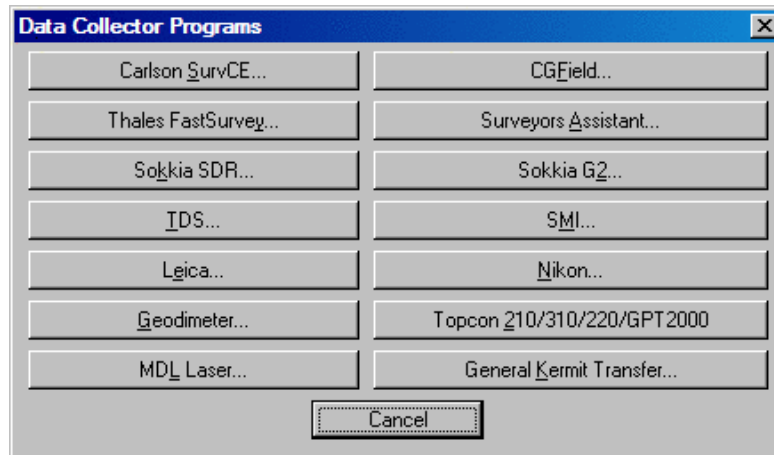 Data Collector Programs
Carlson SurvCE... CGField...
Thales FastSurvey... Surveyors Assistant...
Sokkia SDR... Sokkia G2...
TDS... SMI...
Leica... Nikon...
Geodimeter... Topcon 210/310/220/GPT2000
MDL Laser... General Kermit Transfer...
Cancel